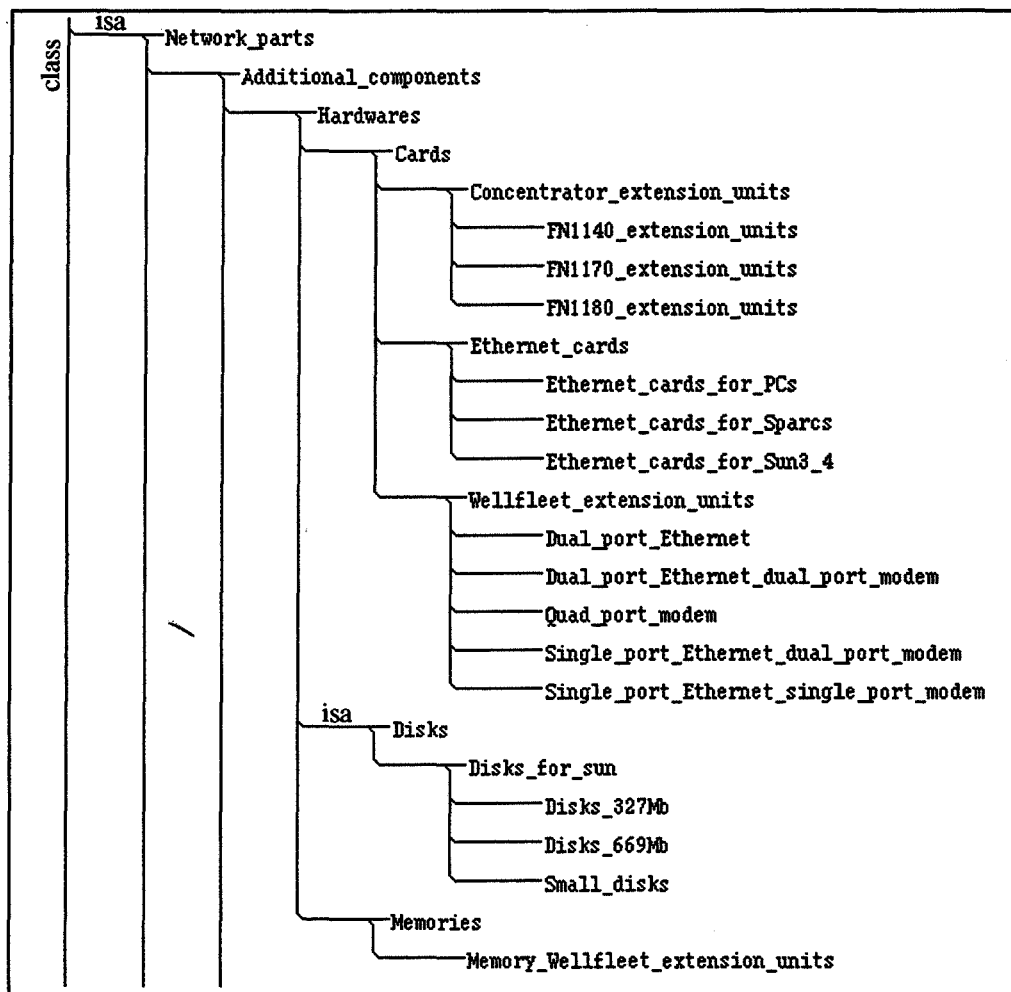 isa
class
Network_parts
Additional_components
Hardwares
Cards
Concentrator_extension_units
FN1140_extension_units
FN1170_extension_units
FN1180_extension_units
Ethernet_cards
Ethernet_cards_for_PCs
Ethernet_cards_for_Sparcs
Ethernet_cards_for_Sun3_4
Wellfleet_extension_units
Dual_port_Ethernet
Dual_port_Ethernet_dual_port_modem
Quad_port_modem
Single_port_Ethernet_dual_port_modem
Single_port_Ethernet_single_port_modem
isa
Disks
Disks_for_sun
Disks_327Mb
Disks_669Mb
Small_disks
Memories
Memory_Wellfleet_extension_units